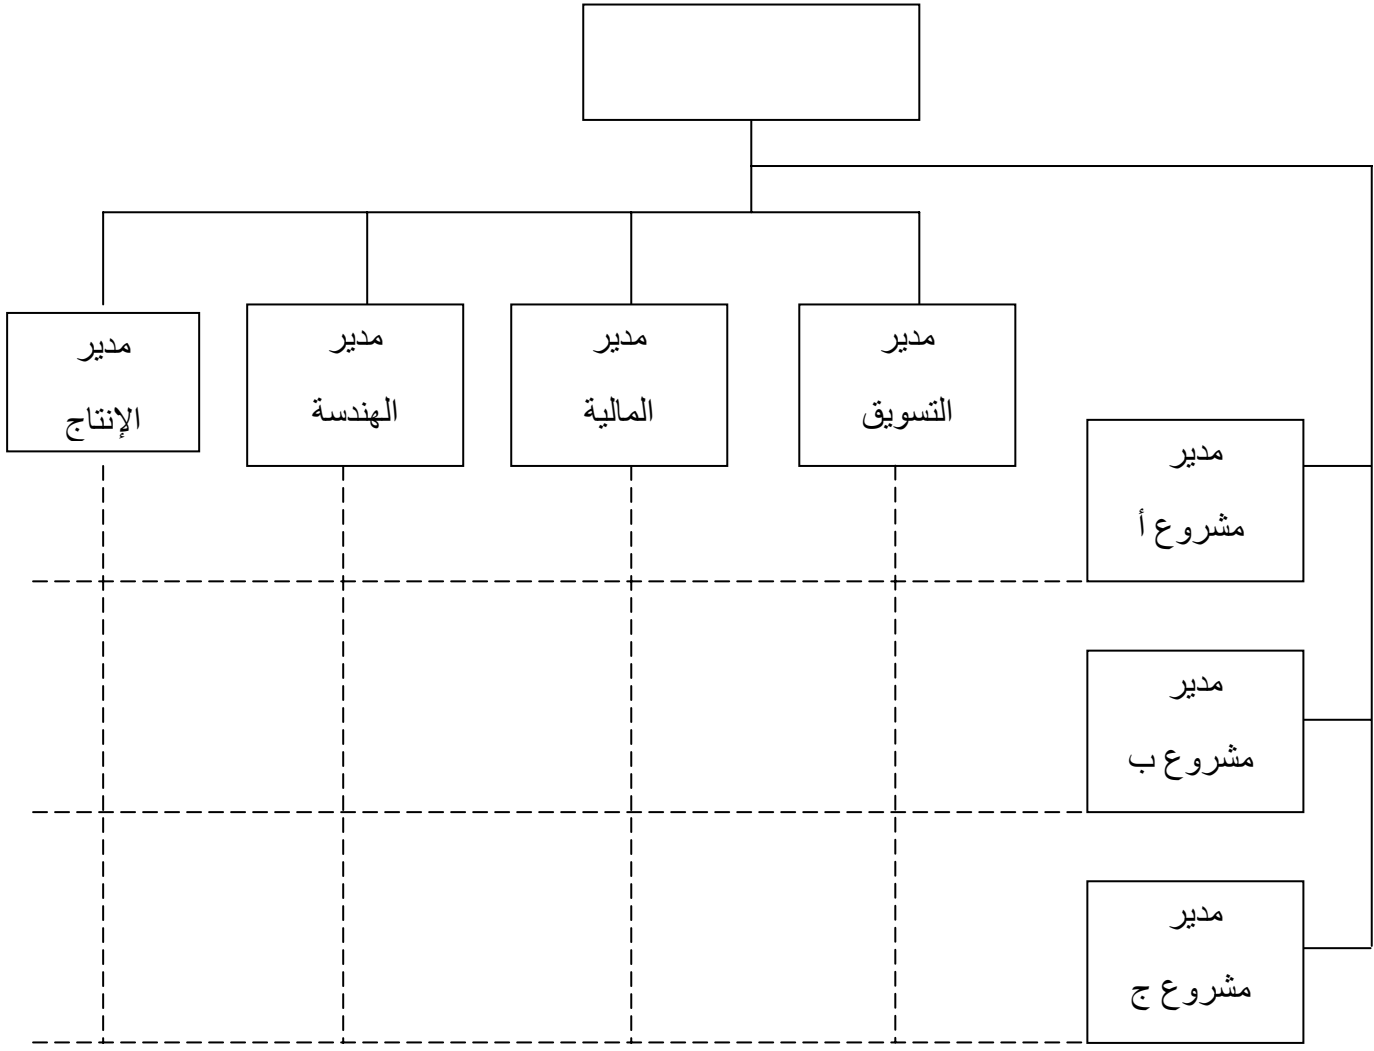 مدير
التسويق
مدير
المالية
مدير
الهندسة
مدير
الإنتاج
مدير
مشروع أ
مدير
مشروع ب
مدير
مشروع ج